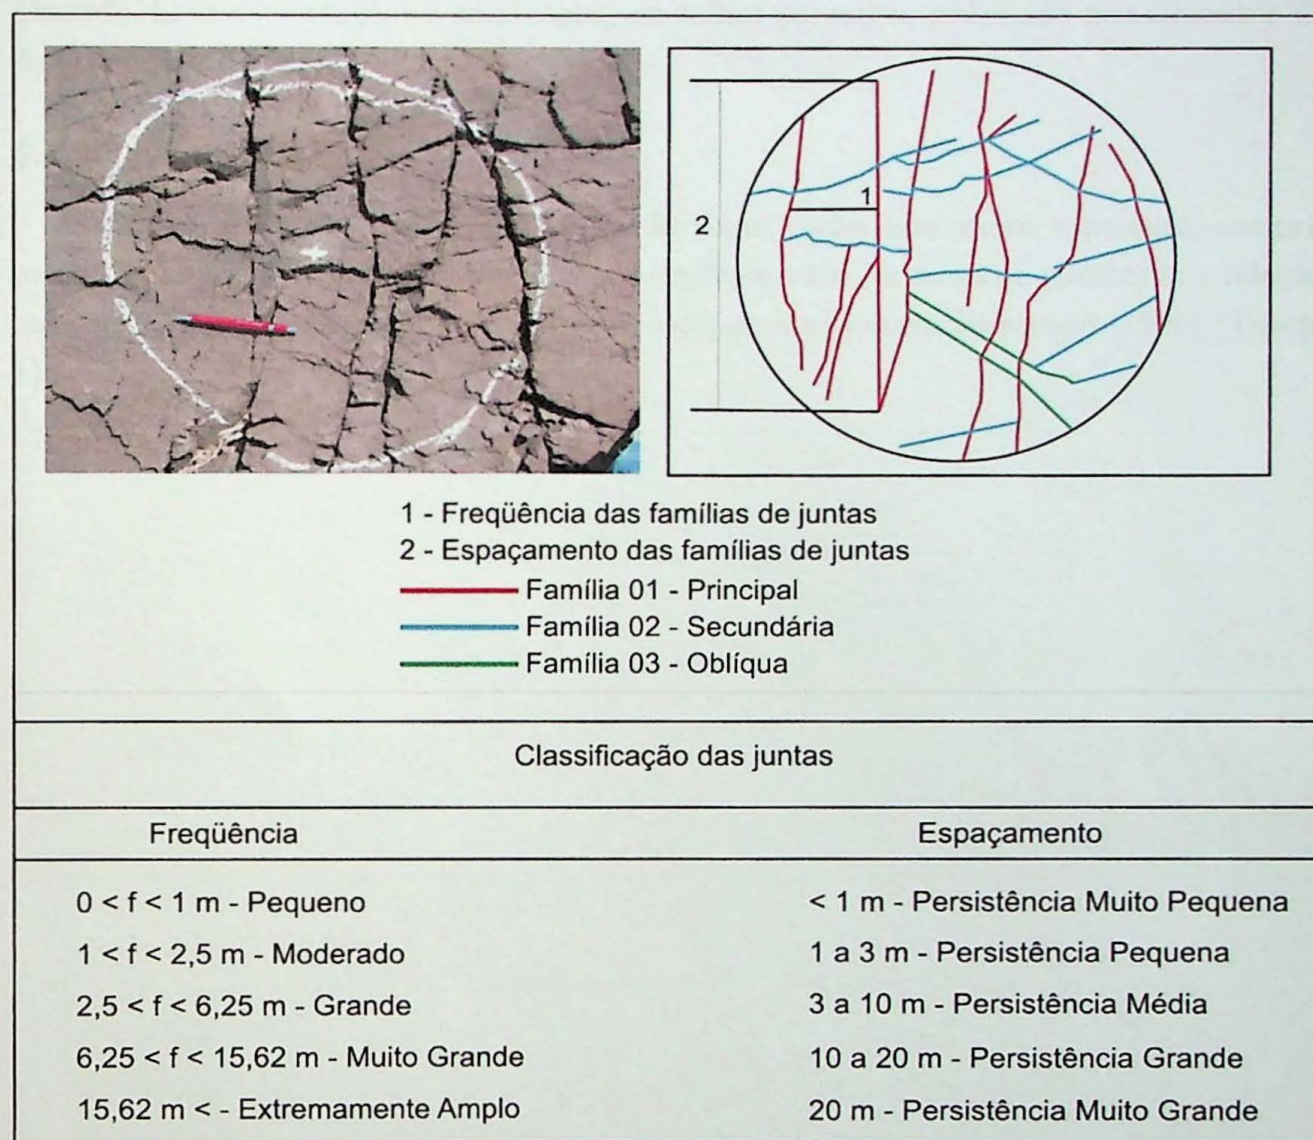 1
2
1 - Freqüência das famílias de juntas
2 - Espaçamento das famílias de juntas
Família 01 - Principal
Família 02 - Secundária
Família 03 - Oblíqua
Classificação das juntas
Freqüência
Espaçamento
0 < f < 1 m - Pequeno
< 1 m - Persistência Muito Pequena
1 < f < 2,5 m - Moderado
1 a 3 m - Persistência Pequena
2,5 < f < 6,25 m - Grande
3 a 10 m - Persistência Média
6,25 < f < 15,62 m - Muito Grande
10 a 20 m - Persistência Grande
15,62 m < - Extremamente Amplo
20 m - Persistência Muito Grande